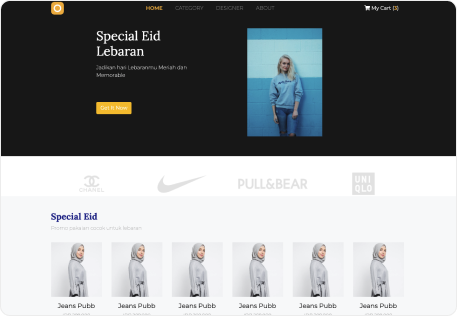 HOME CATEGORY DESIGNER ABOUT My Cart (3)
Special Eid
Lebaran
Jadikan hari Lebaranmu Meriah dan
Memorable
Get It Now
CHANEL PULL&BEAR UNI
QLO
Special Eid
Promo pakaian cocok untuk lebaran
Jeans Pubb Jeans Pubb Jeans Pubb Jeans Pubb Jeans Pubb Jeans Pubb